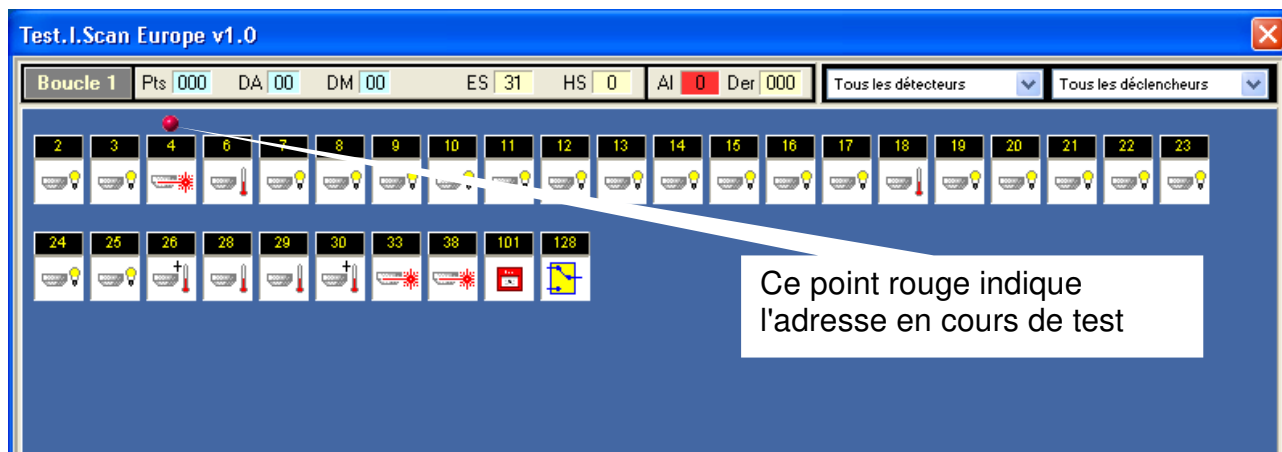 Test.I.Scan Europe v1.0
Boucle 1 Pts 000 DA 00 DM 00 ES 31 HS 0 Al 0 Der 000 Tous les détecteurs Tous les déclencheurs
2 3 4 6 7 8 9 10 11 12 13 14 15 16 17 18 19 20 21 22 23
24 25 26 28 29 30 33 38 101 128
Ce point rouge indique
l'adresse en cours de test